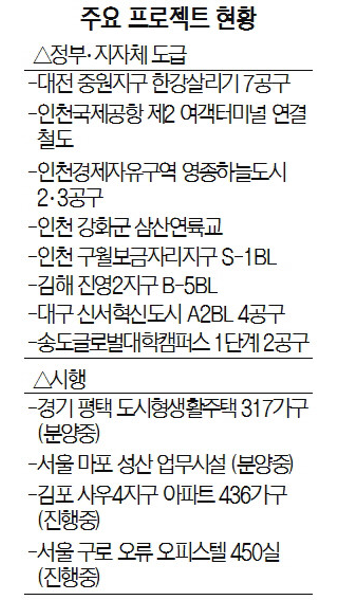 주요 프로젝트 현황
△정부·지자체 도급
-대전 중원지구 한강살리기 7공구
-인천국제공항 제2 여객터미널 연결
철도
-인천경제자유구역 영종하늘도시
2·3공구
-인천 강화군 삼산연륙교
-인천 구월보금자리지구 S-1BL
-김해 진영2지구 B-5BL
-대구 신서혁신도시 A2BL 4공구
-송도글로벌대학캠퍼스 1단계 2공구
△시행
-경기 평택 도시형생활주택 317가구
(분양중)
-서울 마포 성산 업무시설 (분양중)
-김포 사우4지구 아파트 436가구
(진행중)
-서울 구로 오류 오피스텔 450실
(진행중)